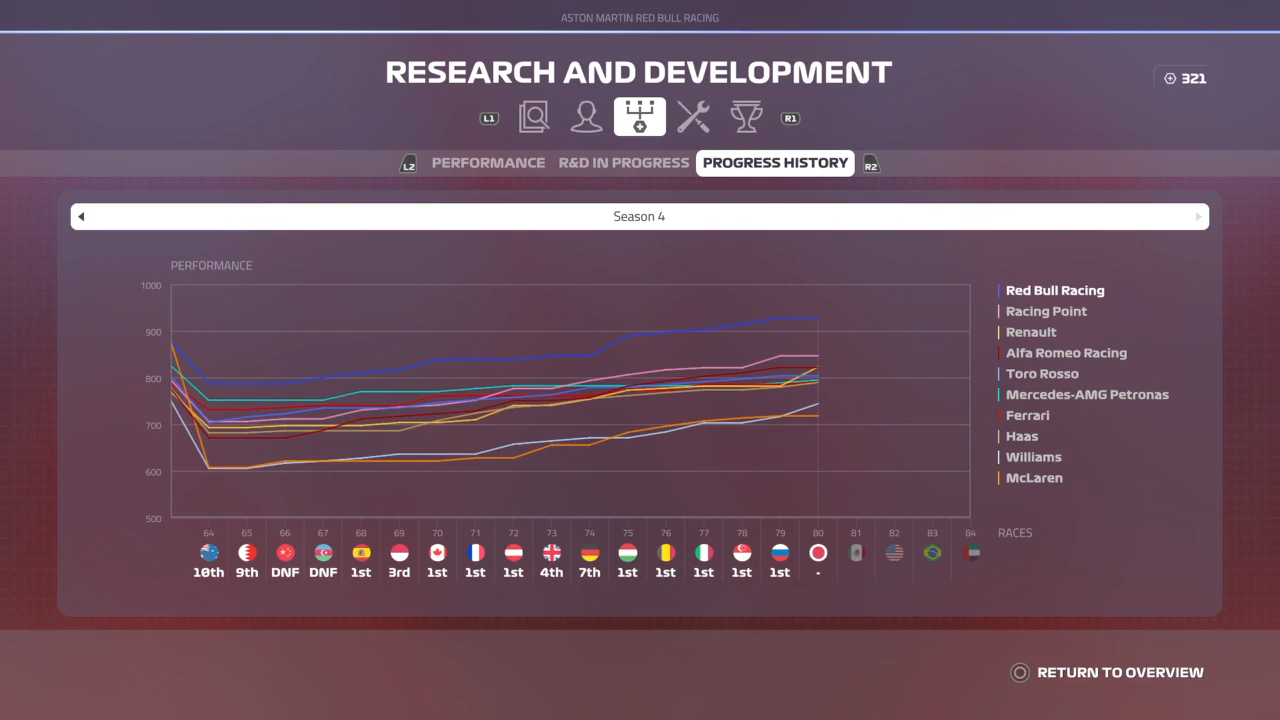 ASTON MARTIN RED BULL RACING
RESEARCH AND DEVELOPMENT
321
L1
R1
L2 PERFORMANCE R&D IN PROGRESS PROGRESS HISTORY R2
Season 4
PERFORMANCE
1000
900
800
700
600
500
Red Bull Racing
Racing Point
Renault
Alfa Romeo Racing
Toro Rosso
Mercedes-AMG Petronas
Ferrari
Haas
Williams
McLaren
64 65 66 67 68 69 70 71 72 73 74 75 76 77 78 79 80 81 82 83 84 RACES
10th 9th DNF DNF 1st 3rd 1st 1st 1st 4th 7th 1st 1st 1st 1st 1st -
RETURN TO OVERVIEW